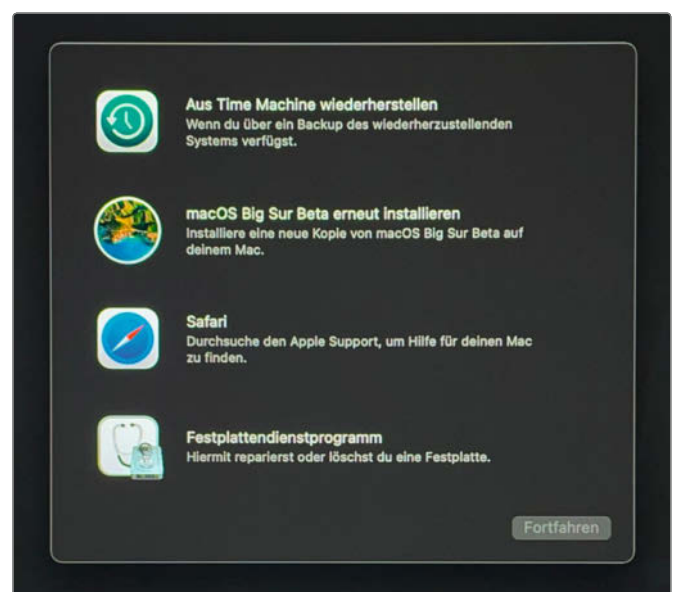 Aus Time Machine wiederherstellen
Wenn du über ein Backup des wiederherzustellenden
Systems verfügst.
macOS Big Sur Beta erneut installieren
Installiere eine neue Kopie von macOS Big Sur Beta auf
deinem Mac.
Safari
Durchsuche den Apple Support, um Hilfe für deinen Mac
zu finden.
Festplattendienstprogramm
Hiermit reparierst oder löschst du eine Festplatte.
Fortfahren